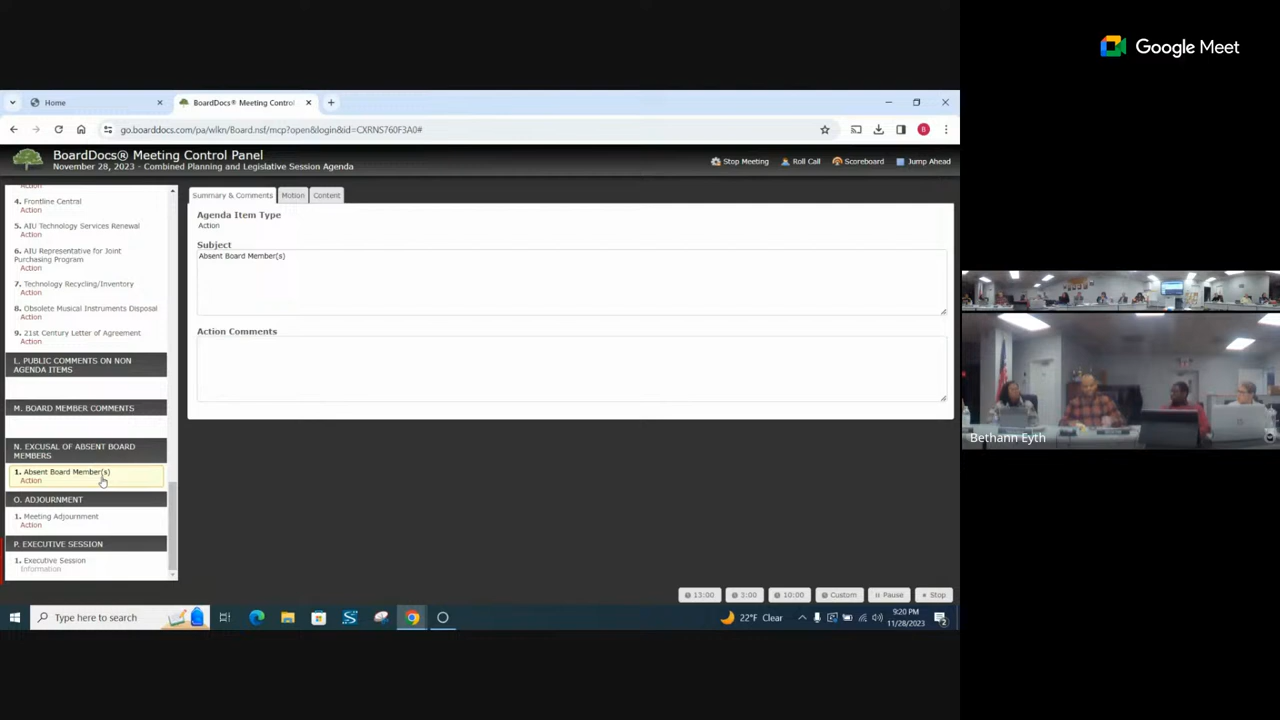 Google Meet
Home
BoardDocs® Meeting Control Panel
go.boarddocs.com/pa/wlkn/Board.nsf/mcp?open&login&id=CXRNS760F3A0#
B
BoardDocs® Meeting Control Panel
November 28, 2023 - Combined Planning and Legislative Session Agenda
Stop Meeting
Roll Call
Scoreboard
Jump Ahead
Action
4. Frontline Central
Action
5. AIU Technology Services Renewal
Action
6. AIU Representative for Joint
Purchasing Program
Action
7. Technology Recycling/Inventory
Action
8. Obsolete Musical Instruments Disposal
Action
9. 21st Century Letter of Agreement
Action
L. PUBLIC COMMENTS ON NON
AGENDA ITEMS
M. BOARD MEMBER COMMENTS
N. EXCUSAL OF ABSENT BOARD
MEMBERS
1. Absent Board Member(s)
Action
O. ADJOURNMENT
1. Meeting Adjournment
Action
P. EXECUTIVE SESSION
1. Executive Session
Information
Summary & Comments
Motion
Content
Agenda Item Type
Action
Subject
Absent Board Member(s)
Action Comments
13:00
2:00
10:00
Custom
Pause
Stop
Bethann Eyth
Type here to search
22°F Clear
9:20 PM
11/28/2023
2